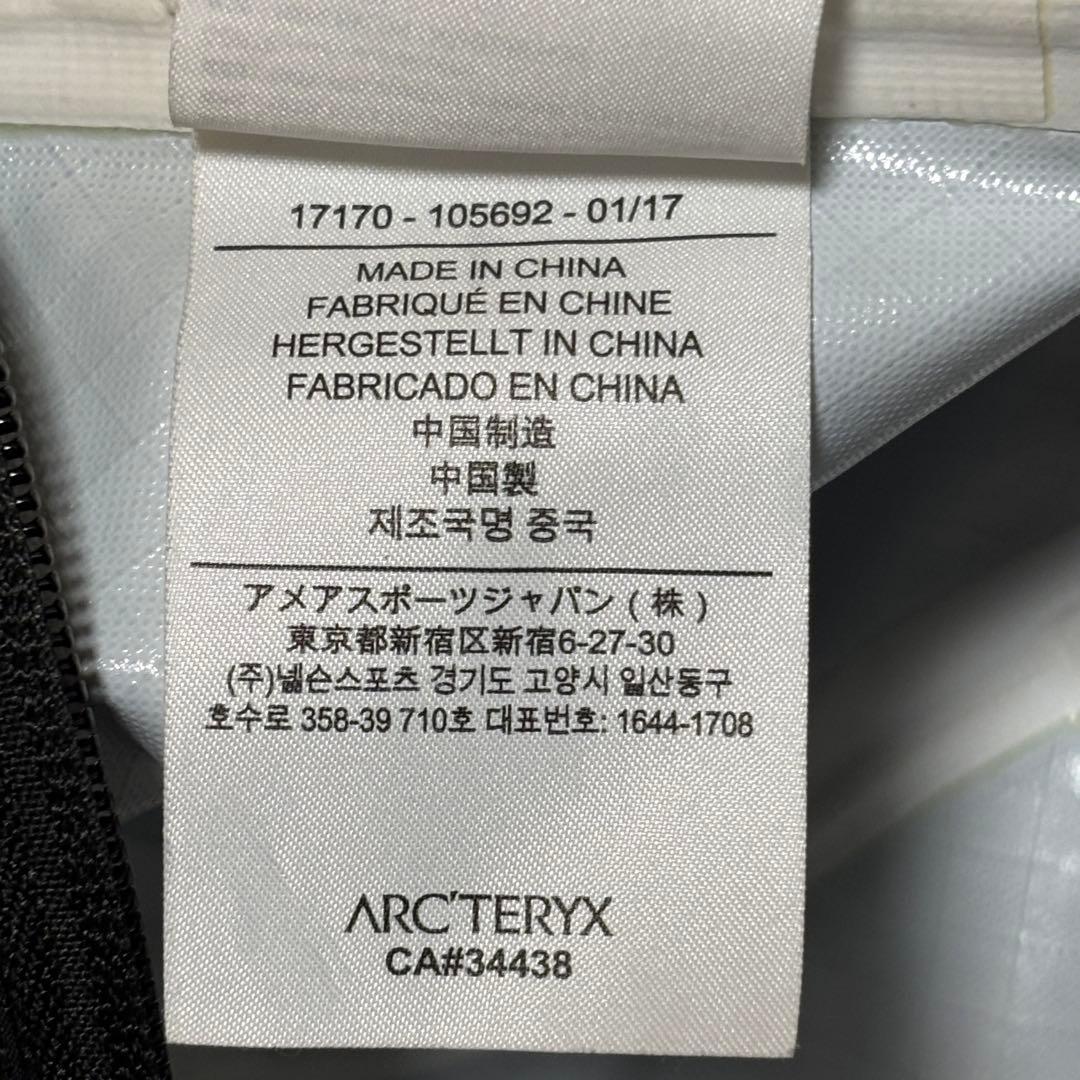 17170 - 105692 - 01/17
MADE IN CHINA
FABRIQUÉ EN CHINE
HERGESTELLT IN CHINA
FABRICADO EN CHINA
中国制造
中国製
제조국명 중국
アメアスポーツジャパン ( 株 )
東京都新宿区新宿6-27-30
(주)넬슨스포츠 경기도 고양시 일산동구
호수로 358-39 710호 대표번호: 1644-1708
ARC'TERYX
CA#34438